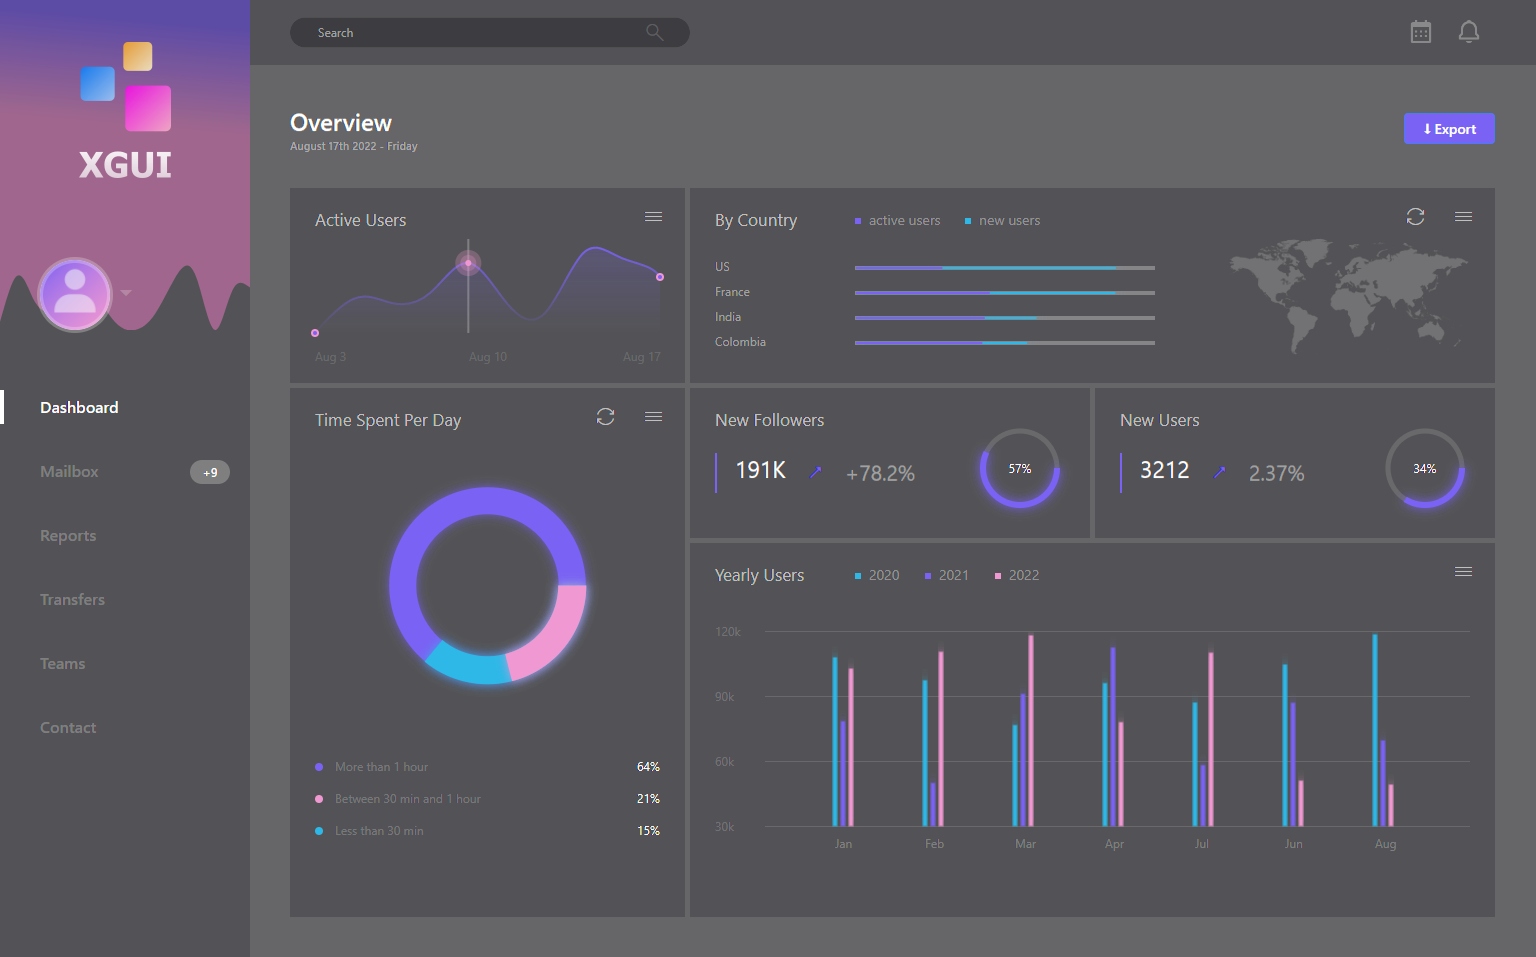 Search
XGUI
Overview
August 17th 2022 - Friday
Export
Active Users
Aug 3
Aug 10
Aug 17
By Country
active users
new users
US
France
India
Colombia
Dashboard
Mailbox
+9
Reports
Transfers
Teams
Contact
Time Spent Per Day
More than 1 hour
64%
Between 30 min and 1 hour
21%
Less than 30 min
15%
New Followers
191K
+78.2%
57%
New Users
3212
2.37%
34%
Yearly Users
2020
2021
2022
120k
90k
60k
30k
Jan
Feb
Mar
Apr
Jul
Jun
Aug